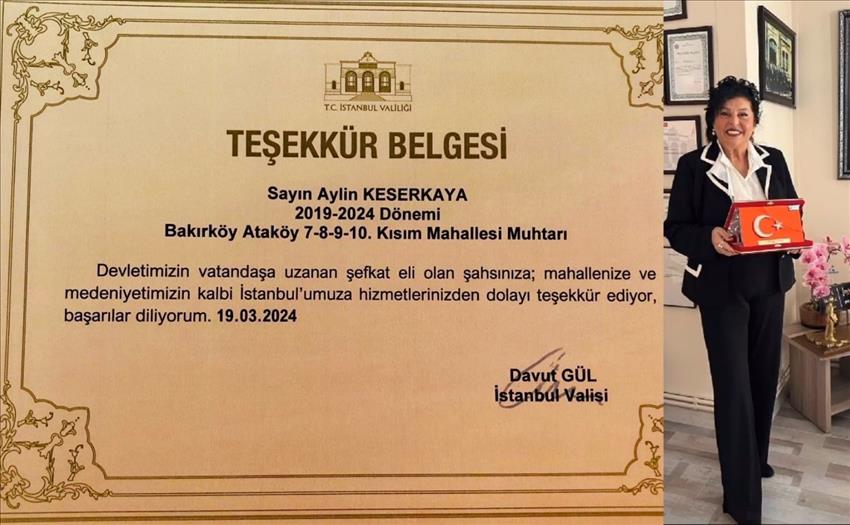 T.C. İSTANBUL VALİLİĞİ
TEŞEKKÜR BELGESİ
Sayın Aylin KESERKAYA
2019-2024 Dönemi
Bakırköy Ataköy 7-8-9-10. Kısım Mahallesi Muhtarı
Devletimizin vatandaşa uzanan şefkat eli olan şahsınıza; mahallenize ve
medeniyetimizin kalbi İstanbul'umuza hizmetlerinizden dolayı teşekkür ediyor,
başarılar diliyorum. 19.03.2024
Davut GÜL
İstanbul Valisi